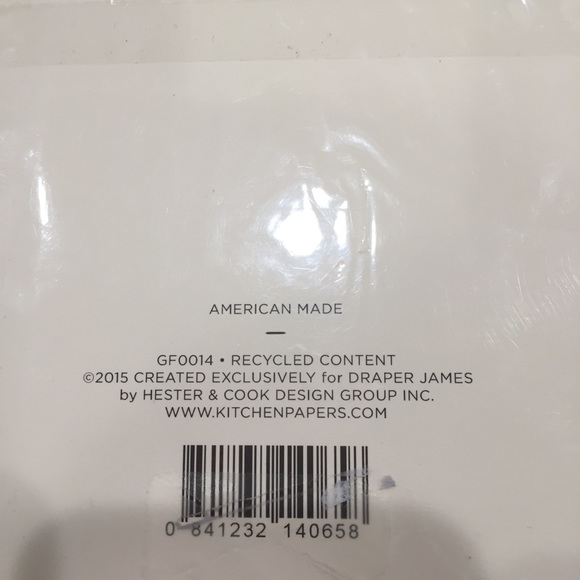 AMERICAN MADE
—
GF0014 • RECYCLED CONTENT
©2015 CREATED EXCLUSIVELY for DRAPER JAMES
by HESTER & COOK DESIGN GROUP INC.
WWW.KITCHENPAPERS.COM
0 841232 140658